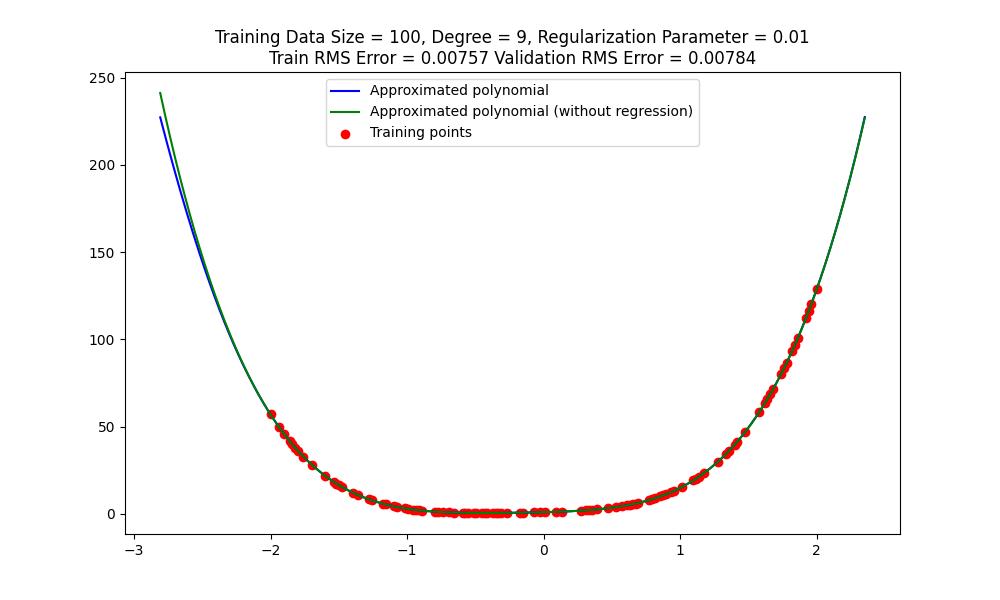 Training Data Size = 100, Degree = 9, Regularization Parameter = 0.01
Train RMS Error = 0.00757 Validation RMS Error = 0.00784
Approximated polynomial
Approximated polynomial (without regression)
Training points
250
200
150
100
50
0
−3
−2
−1
0
1
2